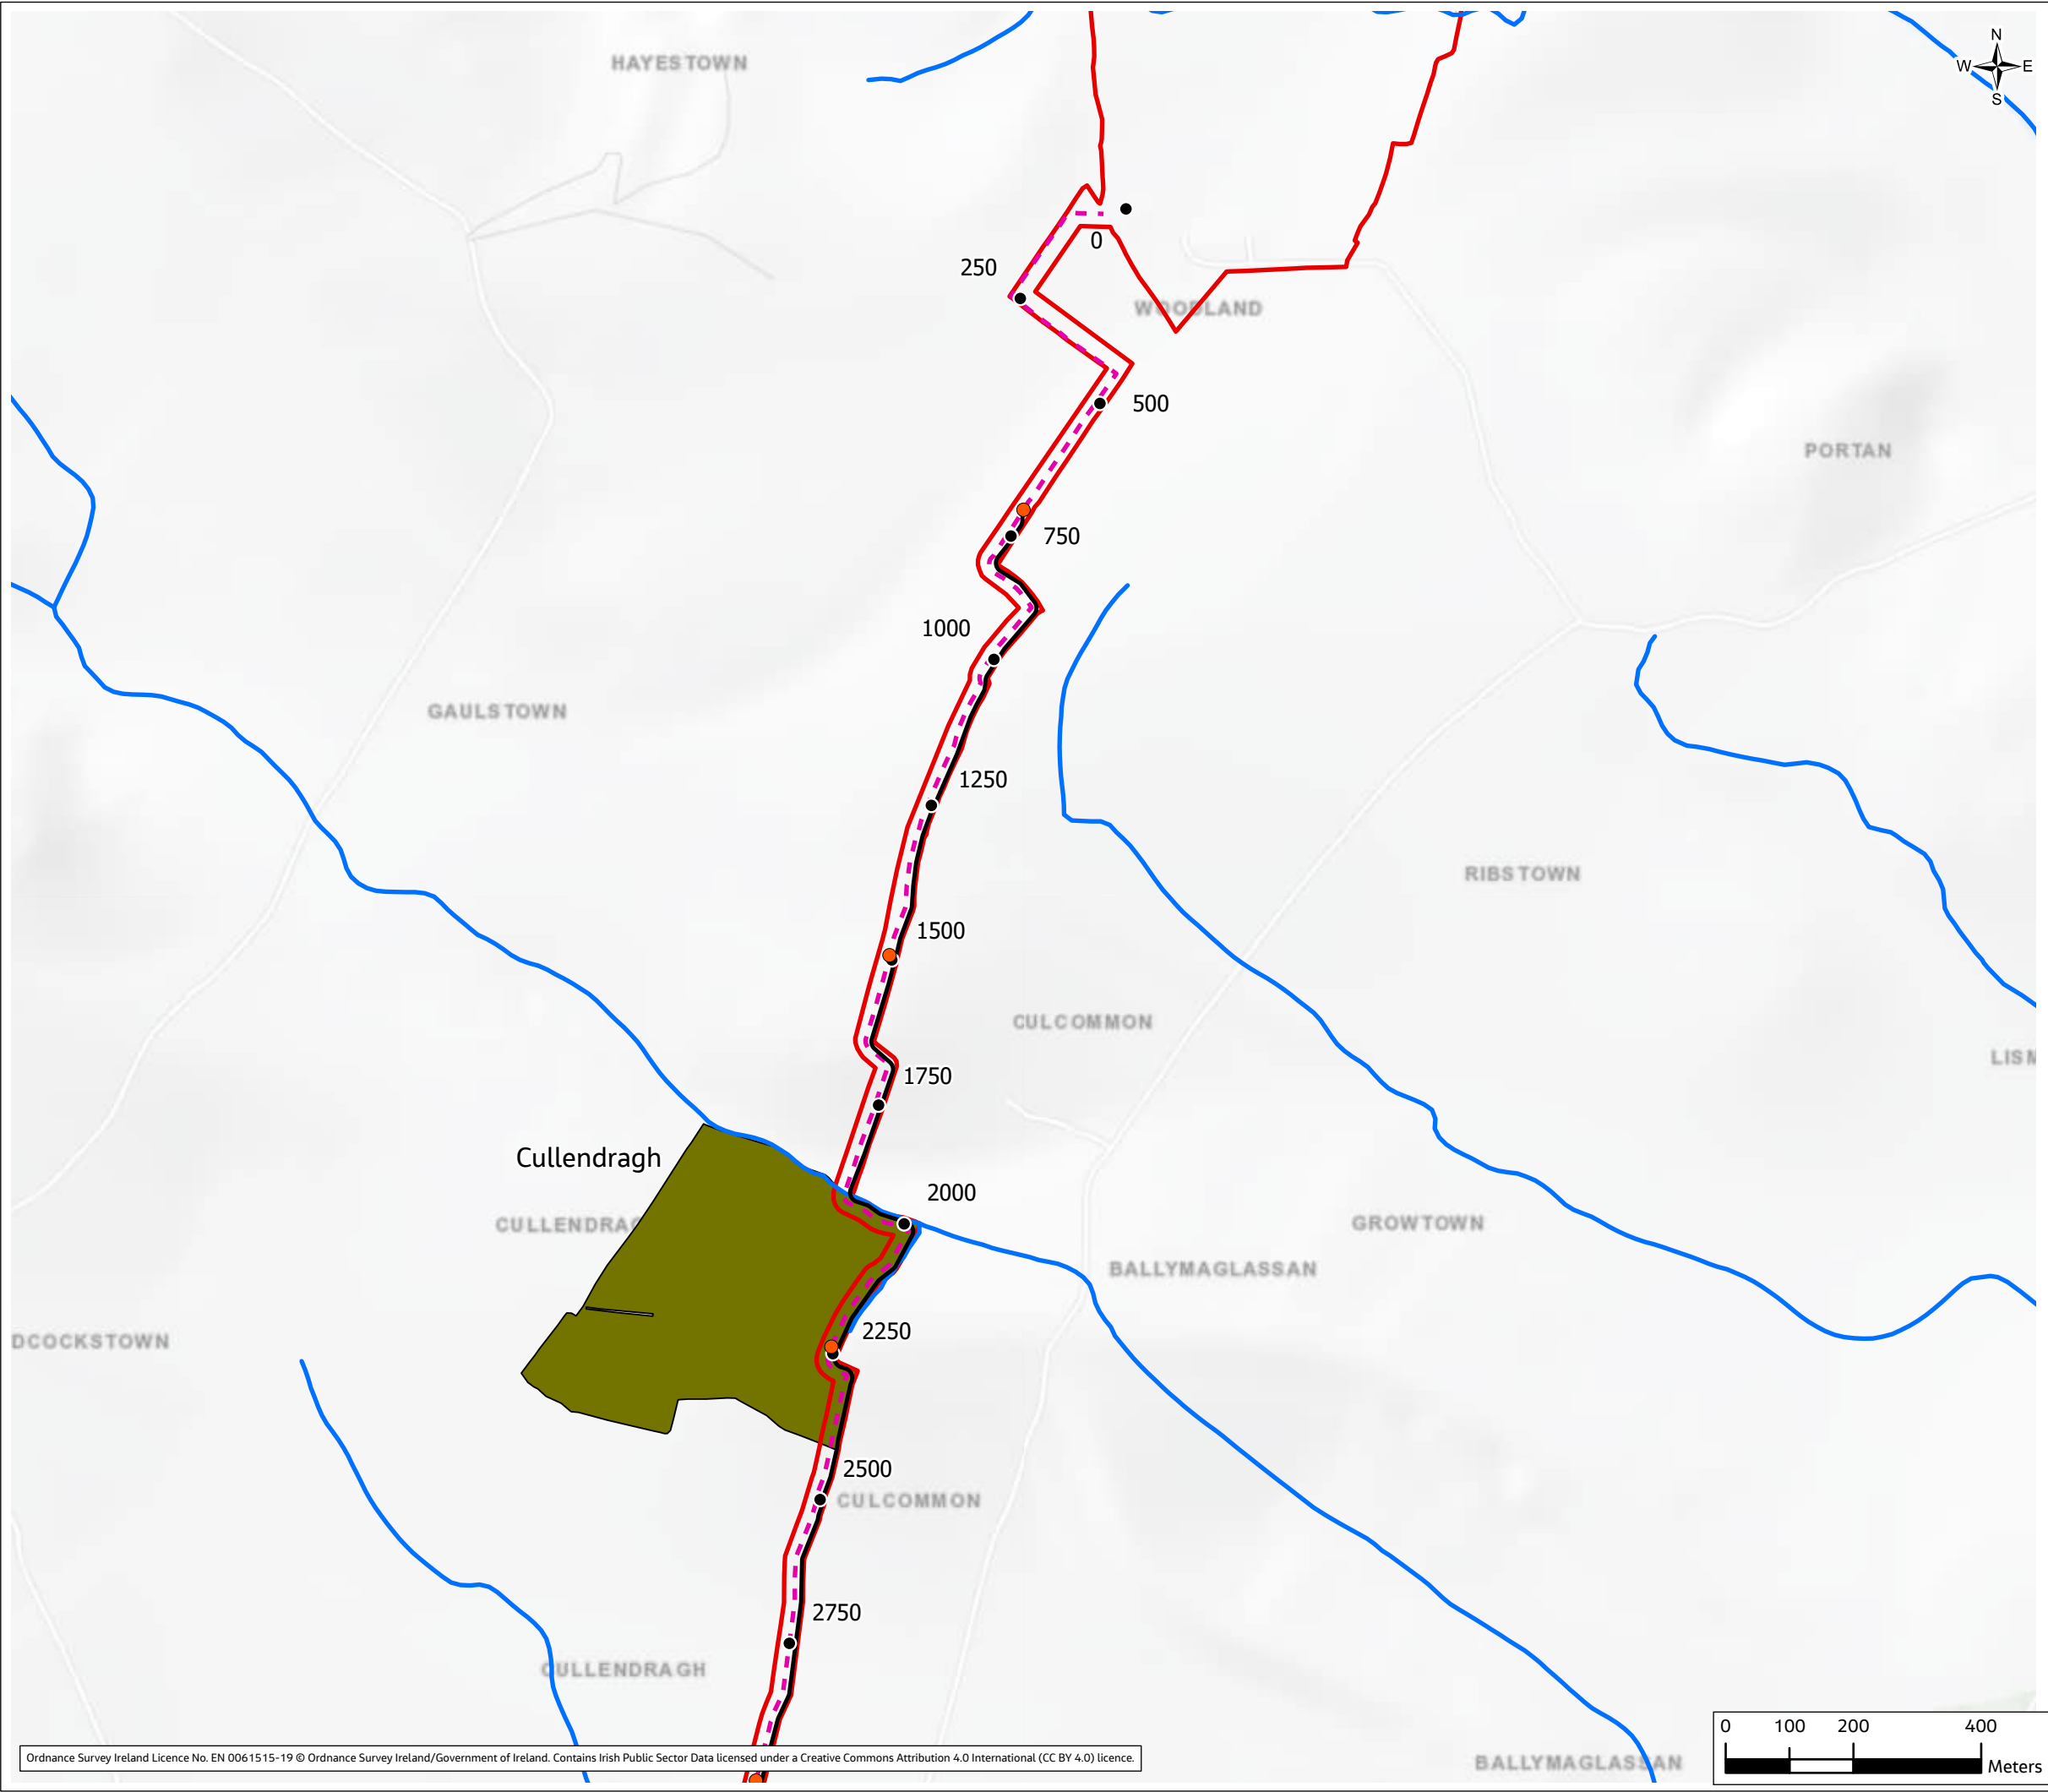 HAYESTOWN
N
W E
S
0
250
WOODLAND
500
PORTAN
750
1000
GAULSTOWN
1250
RIBSTOWN
1500
CULCOMMON
LISM
1750
Cullendragh
2000
CULLENDRAG
GROWTOWN
BALLYMAGLASSAN
2250
DCOCKSTOWN
2500
CULCOMMON
2750
CULLENDRAGH
0 100 200 400
Meters
Ordnance Survey Ireland Licence No. EN 0061515-19 © Ordnance Survey Ireland/Government of Ireland. Contains Irish Public Sector Data licensed under a Creative Commons Attribution 4.0 International (CC BY 4.0) licence.
BALLYMAGLASSAN